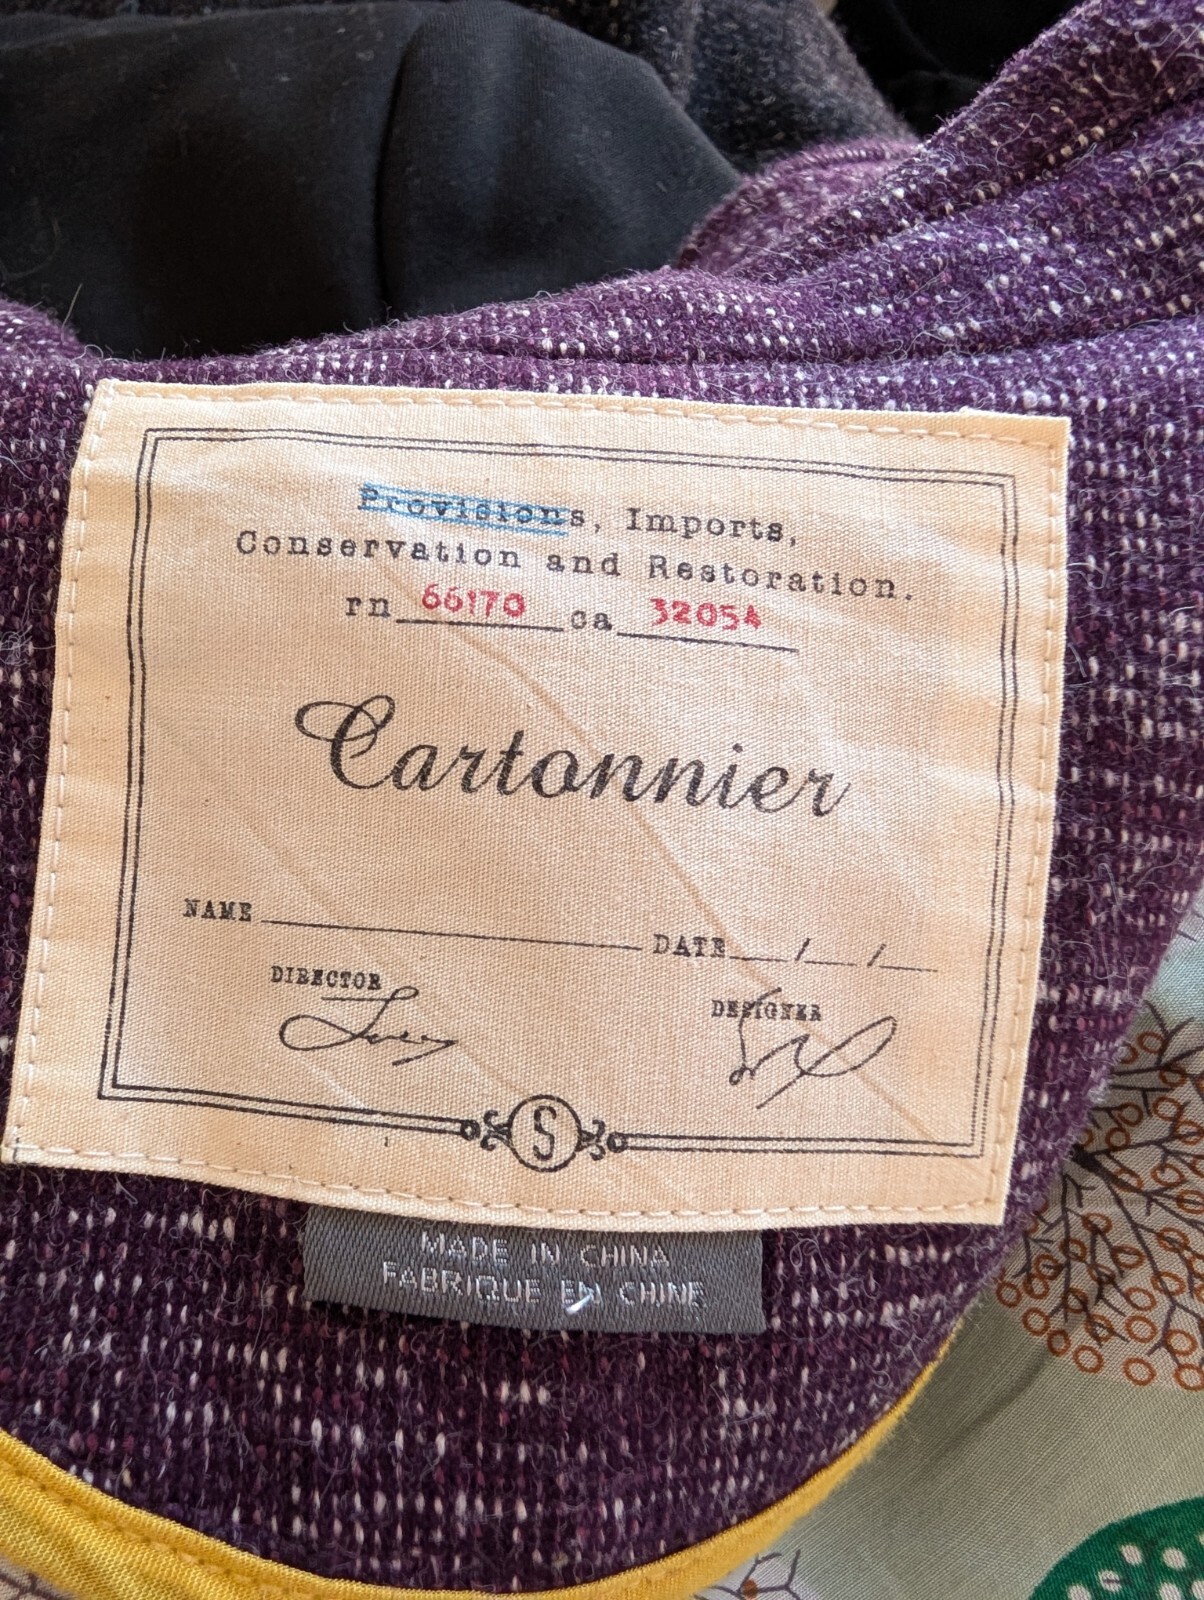 Provisions, Imports,
Conservation and Restoration.
rn 66170 ca 32054
Cartonnier
NAME DATE / /
DIRECTOR DESIGNER
S
MADE IN CHINA
FABRIQUE EN CHINE